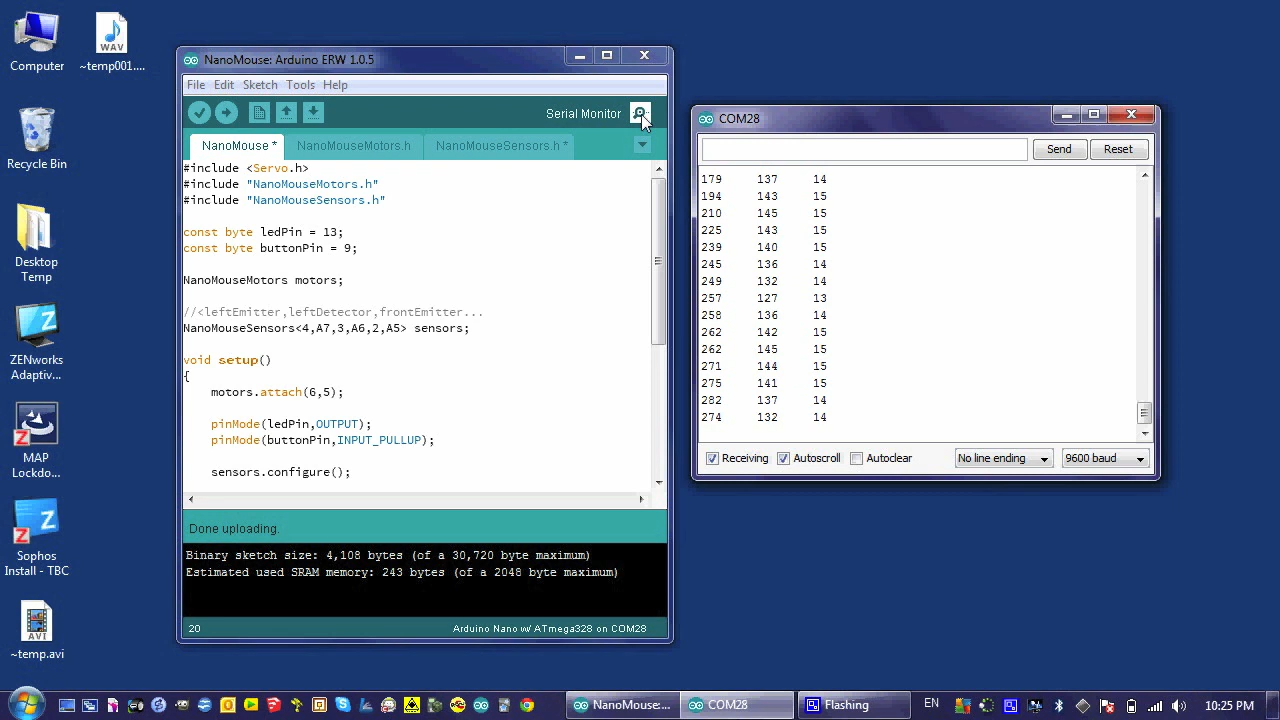 Computer
~temp001....
WAV
Recycle Bin
Desktop
Temp
ZENworks
Adaptiv...
MAP
Lockdo...
Sophos
Install - TBC
AVI
~temp.avi
NanoMouse: Arduino ERW 1.0.5
File Edit Sketch Tools Help
Serial Monitor
NanoMouse * NanoMouseMotors.h NanoMouseSensors.h *
#include <Servo.h>
#include "NanoMouseMotors.h"
#include "NanoMouseSensors.h"
const byte ledPin = 13;
const byte buttonPin = 9;
NanoMouseMotors motors;
//<leftEmitter,leftDetector,frontEmitter...
NanoMouseSensors<4,A7,3,A6,2,A5> sensors;
void setup()
{
motors.attach(6,5);
pinMode(ledPin,OUTPUT);
pinMode(buttonPin,INPUT_PULLUP);
sensors.configure();
Done uploading.
Binary sketch size: 4,108 bytes (of a 30,720 byte maximum)
Estimated used SRAM memory: 243 bytes (of a 2048 byte maximum)
20 Arduino Nano w/ ATmega328 on COM28
COM28
Send Reset
179 137 14
194 143 15
210 145 15
225 143 15
239 140 15
245 136 14
249 132 14
257 127 13
258 136 14
262 142 15
262 145 15
271 144 15
275 141 15
282 137 14
274 132 14
Receiving Autoscroll Autoclear No line ending 9600 baud
NanoMouse:... COM28 Flashing EN 10:25 PM